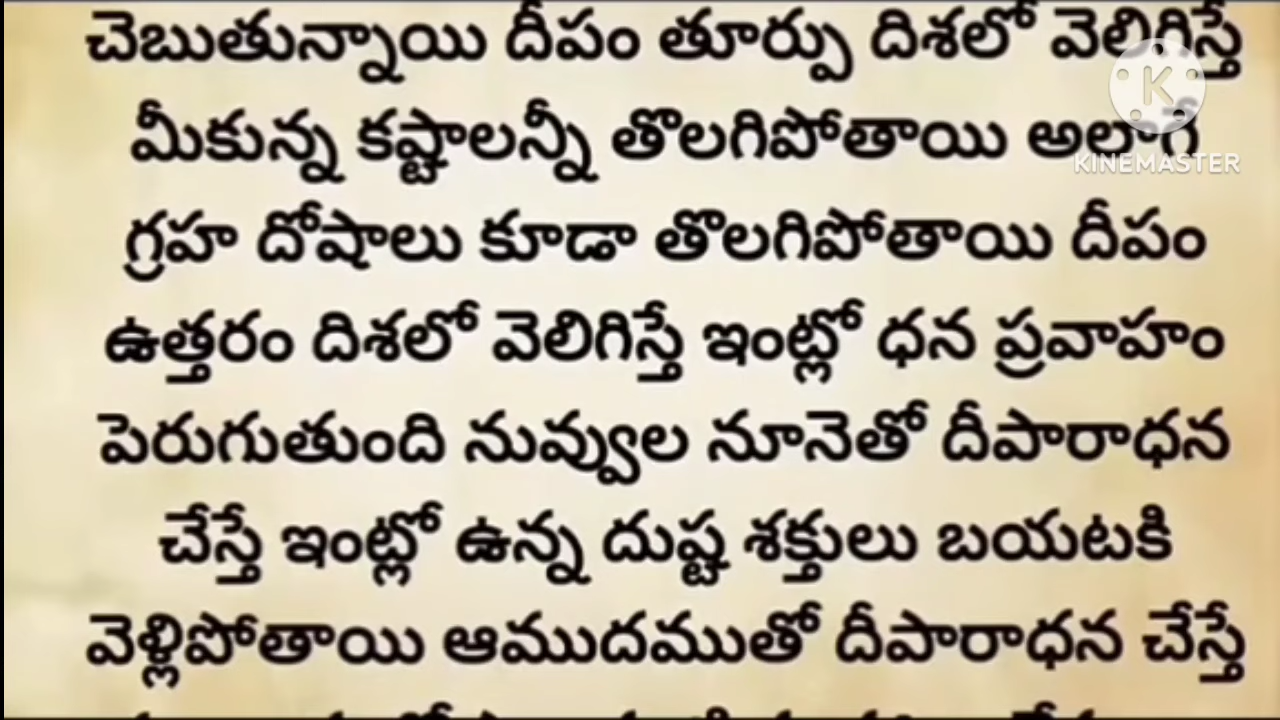 చెబుతున్నాయి దీపం తూర్పు దిశలో వెలిగిస్తే
మీకున్న కష్టాలన్నీ తొలగిపోతాయి అలాగే
గ్రహ దోషాలు కూడా తొలగిపోతాయి దీపం
ఉత్తరం దిశలో వెలిగిస్తే ఇంట్లో ధన ప్రవాహం
పెరుగుతుంది నువ్వుల నూనెతో దీపారాధన
చేస్తే ఇంట్లో ఉన్న దుష్ట శక్తులు బయటకి
వెళ్లిపోతాయి ఆముదముతో దీపారాధన చేస్తే
K
KINEMASTER